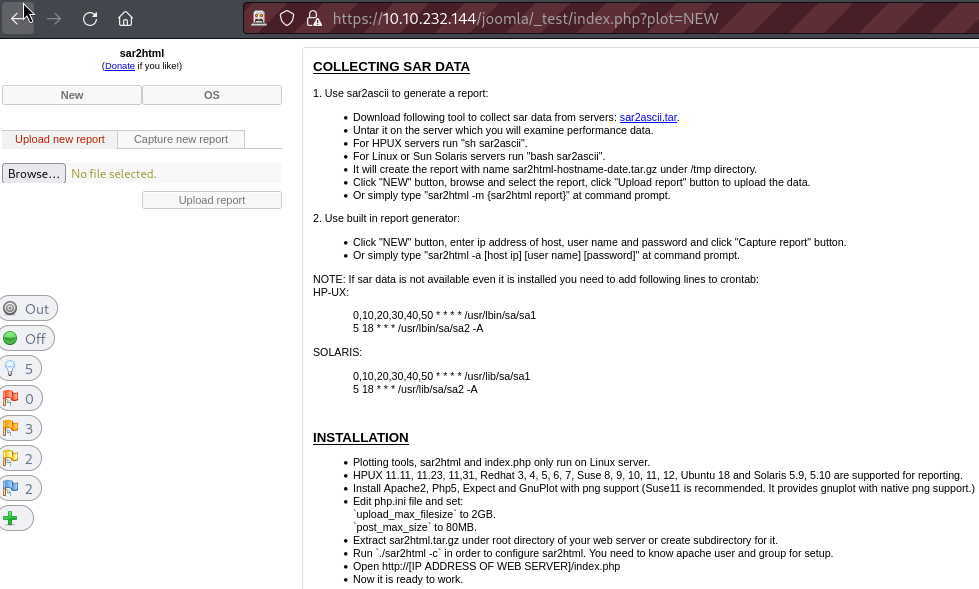 https://10.10.232.144/joomla/_test/index.php?plot=NEW
sar2html
(Donate if you like!)
New
OS
Upload new report
Capture new report
Browse...
No file selected.
Upload report
Out
Off
5
0
3
2
2
COLLECTING SAR DATA
1. Use sar2ascii to generate a report:
Download following tool to collect sar data from servers: sar2ascii.tar.
Untar it on the server which you will examine performance data.
For HPUX servers run "sh sar2ascii".
For Linux or Sun Solaris servers run "bash sar2ascii".
It will create the report with name sar2html-hostname-date.tar.gz under /tmp directory.
Click "NEW" button, browse and select the report, click "Upload report" button to upload the data.
Or simply type "sar2html -m {sar2html report}" at command prompt.
2. Use built in report generator:
Click "NEW" button, enter ip address of host, user name and password and click "Capture report" button.
Or simply type "sar2html -a [host ip] [user name] [password]" at command prompt.
NOTE: If sar data is not available even it is installed you need to add following lines to crontab:
HP-UX:
0,10,20,30,40,50 * * * * /usr/lbin/sa/sa1
5 18 * * * /usr/lbin/sa/sa2 -A
SOLARIS:
0,10,20,30,40,50 * * * * /usr/lib/sa/sa1
5 18 * * * /usr/lib/sa/sa2 -A
INSTALLATION
Plotting tools, sar2html and index.php only run on Linux server.
HPUX 11.11, 11.23, 11,31, Redhat 3, 4, 5, 6, 7, Suse 8, 9, 10, 11, 12, Ubuntu 18 and Solaris 5.9, 5.10 are supported for reporting.
Install Apache2, Php5, Expect and GnuPlot with png support (Suse11 is recommended. It provides gnuplot with native png support.)
Edit php.ini file and set:
`upload_max_filesize` to 2GB.
`post_max_size` to 80MB.
Extract sar2html.tar.gz under root directory of your web server or create subdirectory for it.
Run `./sar2html -c` in order to configure sar2html. You need to know apache user and group for setup.
Open http://[IP ADDRESS OF WEB SERVER]/index.php
Now it is ready to work.